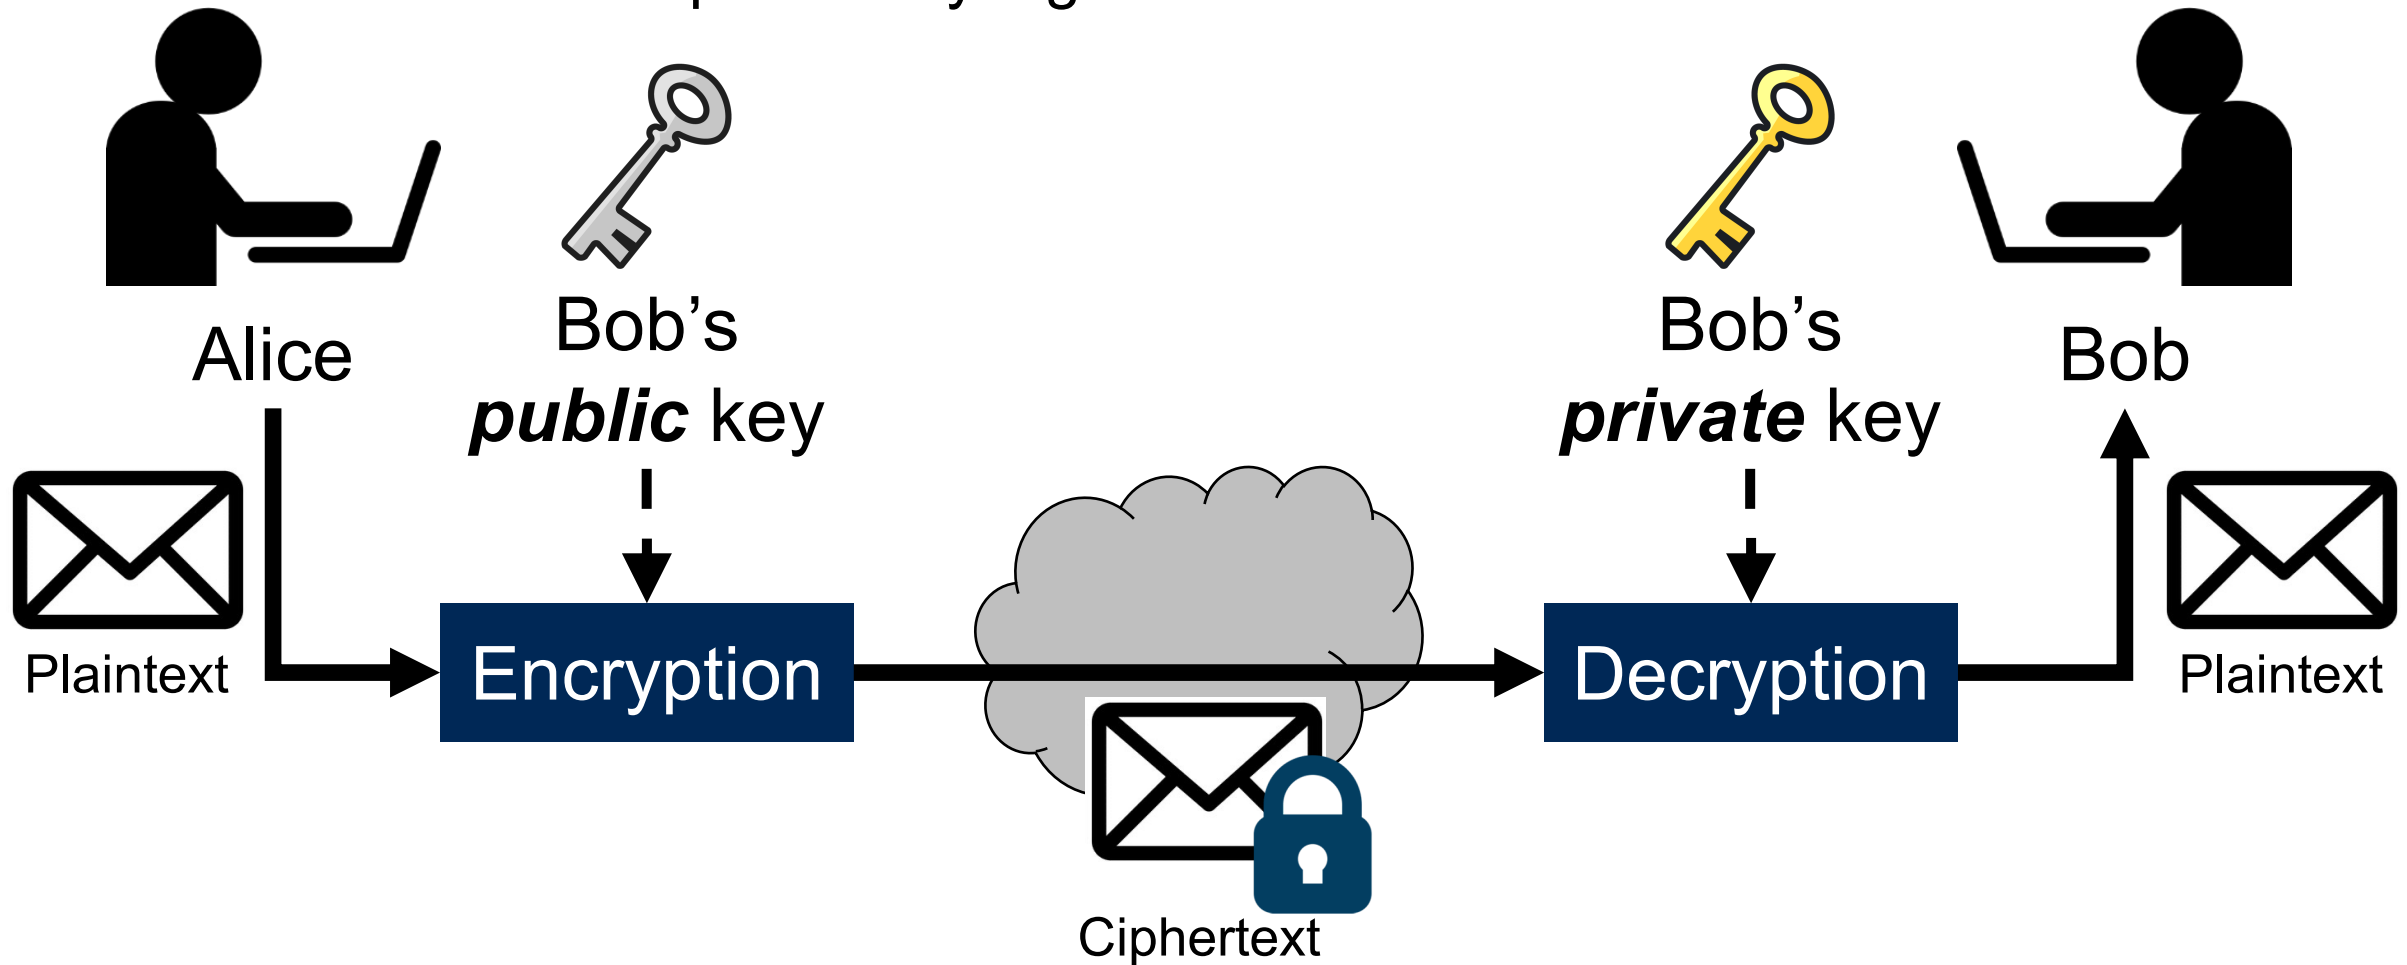 Alice
Bob’s
public key
Bob’s
private key
Bob
Plaintext
Encryption
Decryption
Plaintext
Ciphertext